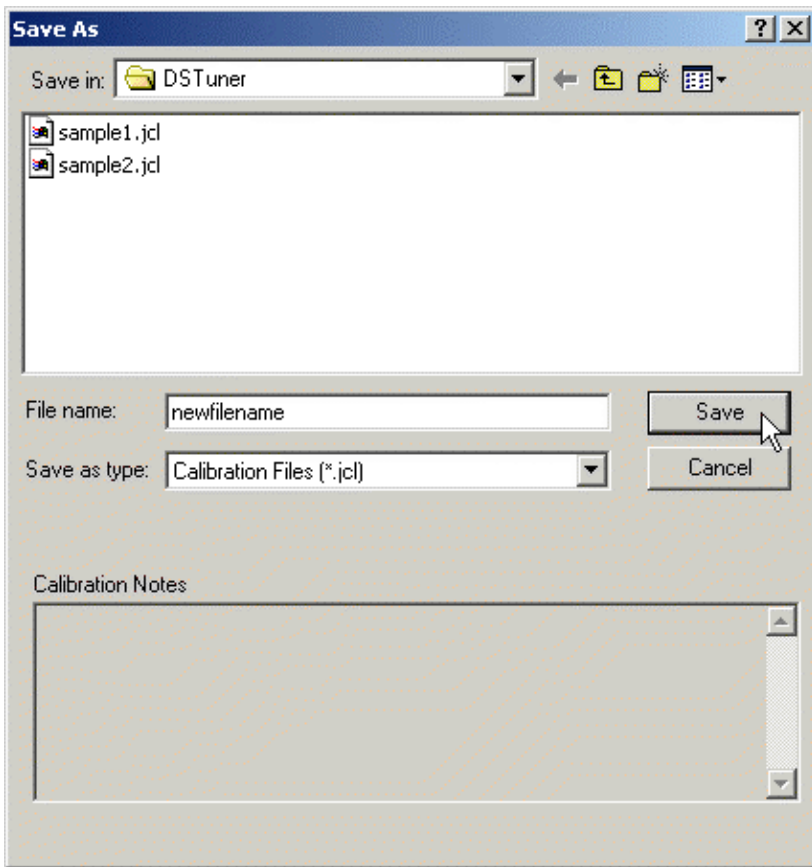 Save As
Save in: DSTuner
sample1.jcl
sample2.jcl
File name: newfilename Save
Save as type: Calibration Files (*.jcl) Cancel
Calibration Notes